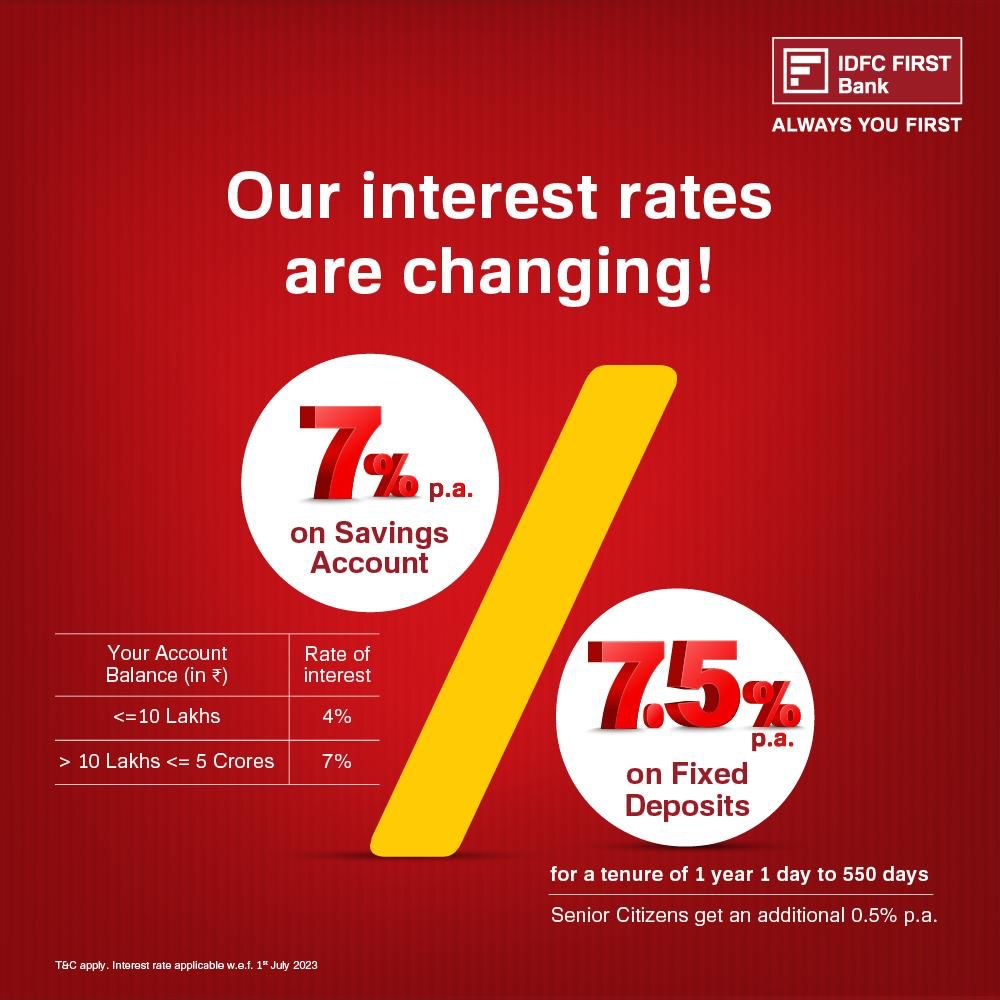 IDFC FIRST
Bank
ALWAYS YOU FIRST
Our interest rates
are changing!
7% p.a.
on Savings
Account
Your Account
Balance (in ₹)
Rate of
interest
<=10 Lakhs 4%
> 10 Lakhs <= 5 Crores 7%
7.5%
p.a.
on Fixed
Deposits
for a tenure of 1 year 1 day to 550 days
Senior Citizens get an additional 0.5% p.a.
T&C apply. Interest rate applicable w.e.f. 1st July 2023